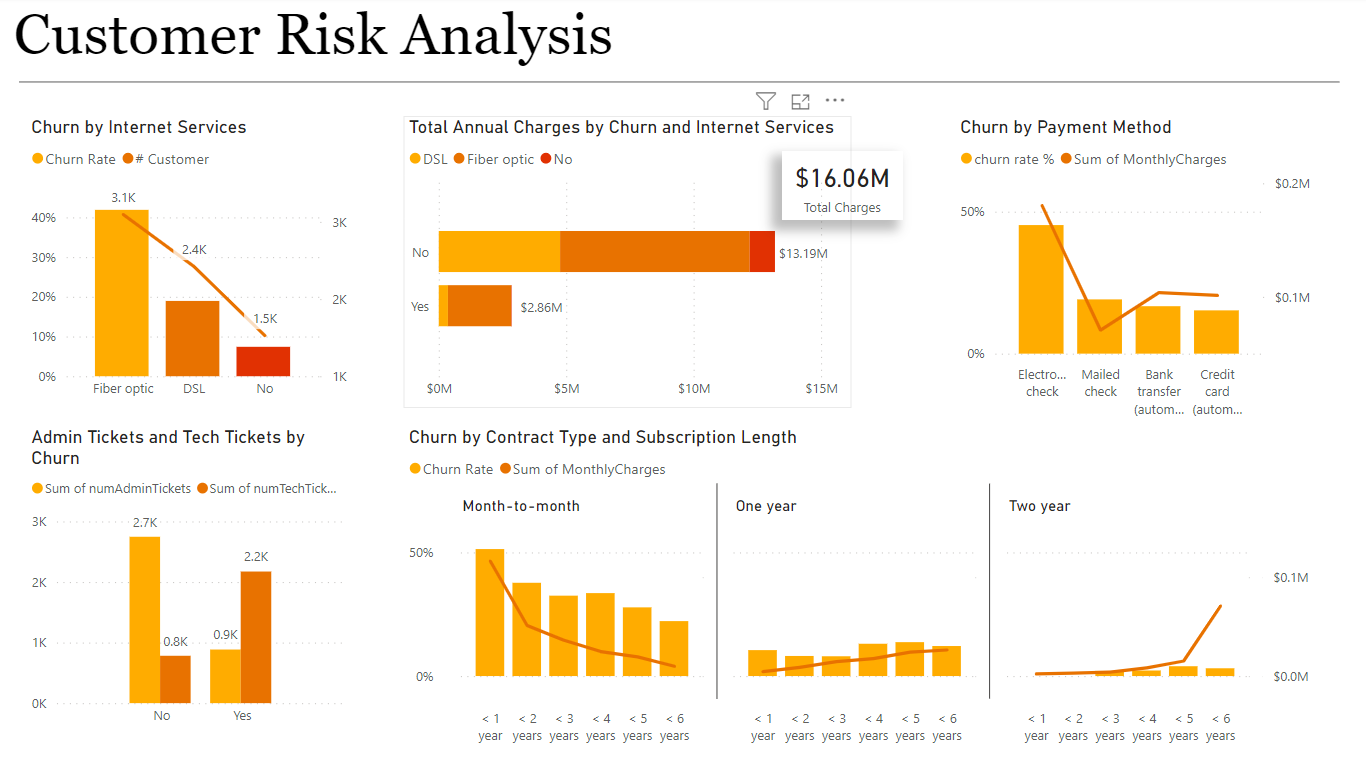 Customer Risk Analysis
Churn by Internet Services
Churn Rate # Customer
3.1K
40%
3K
2.4K
30%
20%
2K
1.5K
10%
0%
1K
Fiber optic DSL No
Total Annual Charges by Churn and Internet Services
DSL Fiber optic No
$16.06M
Total Charges
No
$13.19M
Yes
$2.86M
$0M $5M $10M $15M
Churn by Payment Method
churn rate % Sum of MonthlyCharges
$0.2M
50%
$0.1M
0%
Electro... Mailed Bank Credit
check check transfer card
(autom... (autom...
Admin Tickets and Tech Tickets by
Churn
Sum of numAdminTickets Sum of numTechTick...
3K
2.7K
2.2K
2K
0.9K
1K
0.8K
0K
No Yes
Churn by Contract Type and Subscription Length
Churn Rate Sum of MonthlyCharges
Month-to-month One year Two year
50%
$0.1M
0%
$0.0M
< 1 < 2 < 3 < 4 < 5 < 6 < 1 < 2 < 3 < 4 < 5 < 6 < 1 < 2 < 3 < 4 < 5 < 6
year years years years years years year years years years years years year years years years years years